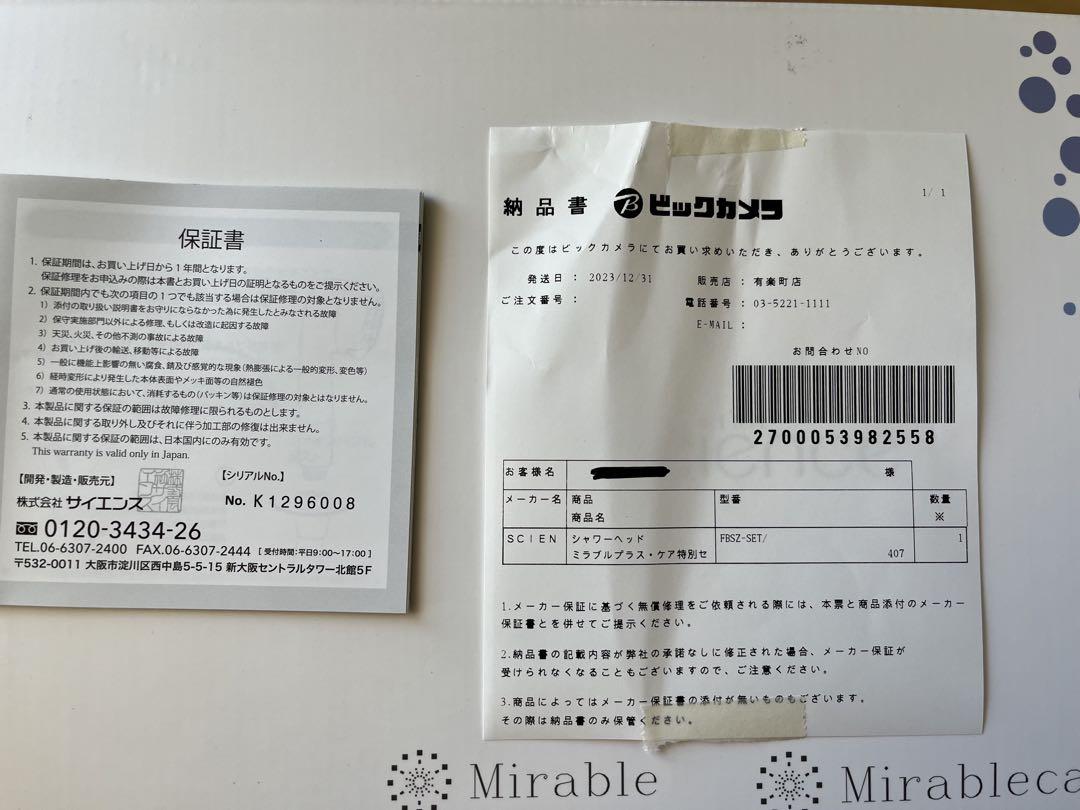 保証書
1. 保証期間は、お買い上げ日から1年間となります。
保証修理をお申込みの際は本書とお買い上げ日の証明となるものをご提示ください。
2. 保証期間内でも次の項目の1つでも該当する場合は保証修理の対象となりません。
1) 添付の取り扱い説明書をお守りにならなかった為に発生したとみなされる故障
2) 保守実施部門以外による修理、もしくは改造に起因する故障
3) 天災、火災、その他不測の事故による故障
4) お買い上げ後の輸送、移動等による故障
5) 一般に機能上影響の無い腐食、錆及び感覚的な現象(熱膨張による一般的変形、変色等)
6) 経時変形により発生した本体表面やメッキ面等の自然褪色
7) 通常の使用状態において、消耗するもの(パッキン等)は保証修理の対象とはなりません。
3. 本製品に関する保証の範囲は故障修理に限られるものとします。
4. 本製品に関する取り外し及びそれに伴う加工部の修復は出来ません。
5. 本製品に関する保証の範囲は、日本国内にのみ有効です。
This warranty is valid only in Japan.
【開発・製造・販売元】
【シリアルNo.】
株式会社 サイエンス
No. K1296008
0120-3434-26
TEL.06-6307-2400 FAX.06-6307-2444 [受付時間:平日9:00〜17:00]
〒532-0011 大阪市淀川区西中島5-5-15 新大阪セントラルタワー北館5F
納品書 B ビックカメラ
1/ 1
この度はビックカメラにてお買い求めいただき、ありがとうございます。
発送日 : 2023/12/31 販売店 : 有楽町店
ご注文番号 : 電話番号 : 03-5221-1111
E-MAIL :
お問合わせNO
2700053982558
お客様名 様
メーカー名 商品 型番 数量
商品名 ※
SCIEN シャワーヘッド FBSZ-SET/ 1
ミラブルプラス・ケア特別セ 407
1.メーカー保証に基づく無償修理をご依頼される際には、本票と商品添付のメーカー
保証書とを併せてご提示ください。
2.納品書の記載内容が弊社の承諾なしに修正された場合、メーカー保証が
受けられなくなることもございますので、ご注意ください。
3.商品によってはメーカー保証書の添付が無いものもございます。
その際は納品書のみ保管ください。
Mirable
Mirableca